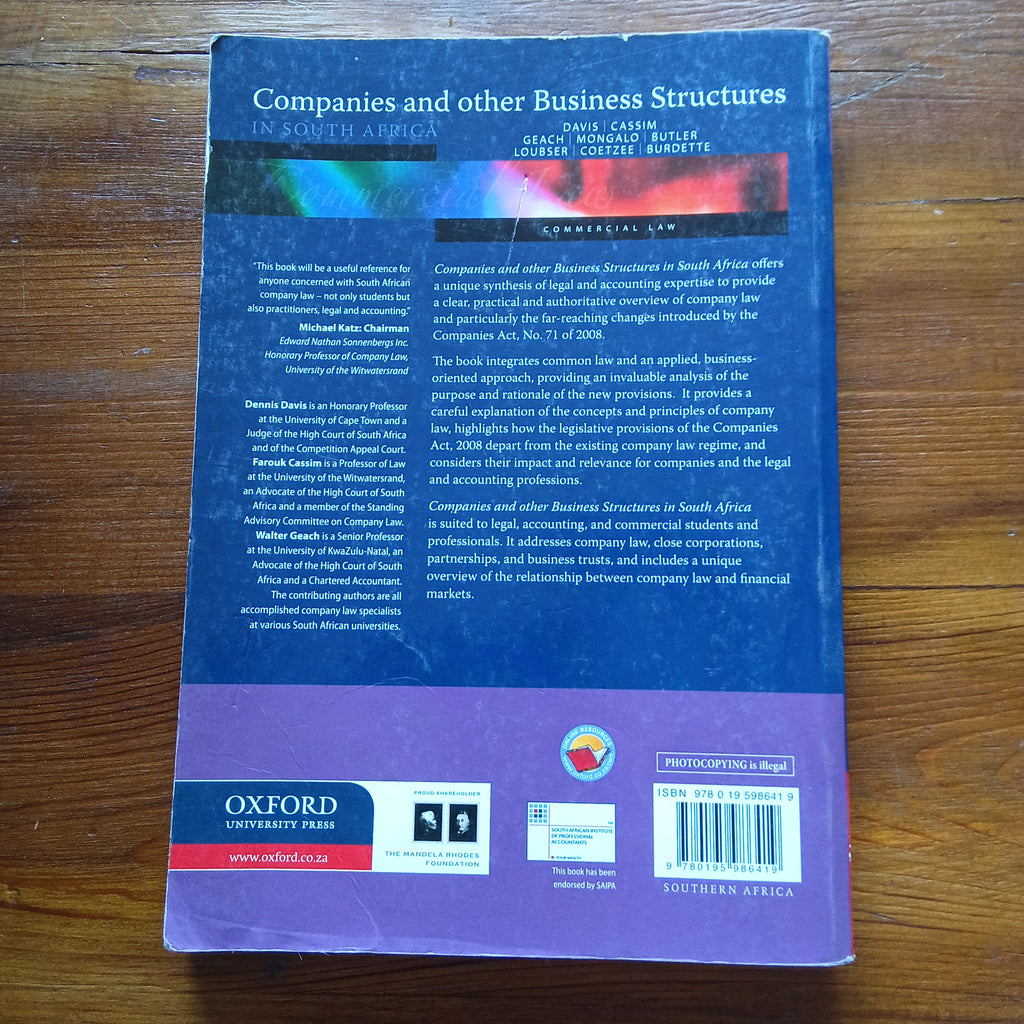 Companies and other Business Structures
IN SOUTH AFRICA
DAVIS | CASSIM
GEACH | MONGALO | BUTLER
LOUBSER | COETZEE | BURDETTE
Commercial Law
COMMERCIAL LAW
"This book will be a useful reference for
anyone concerned with South African
company law – not only students but
also practitioners, legal and accounting."
Michael Katz: Chairman
Edward Nathan Sonnenbergs Inc.
Honorary Professor of Company Law,
University of the Witwatersrand
Dennis Davis is an Honorary Professor
at the University of Cape Town and a
Judge of the High Court of South Africa
and of the Competition Appeal Court.
Farouk Cassim is a Professor of Law
at the University of the Witwatersrand,
an Advocate of the High Court of South
Africa and a member of the Standing
Advisory Committee on Company Law.
Walter Geach is a Senior Professor
at the University of KwaZulu-Natal, an
Advocate of the High Court of South
Africa and a Chartered Accountant.
The contributing authors are all
accomplished company law specialists
at various South African universities.
Companies and other Business Structures in South Africa offers
a unique synthesis of legal and accounting expertise to provide
a clear, practical and authoritative overview of company law
and particularly the far-reaching changes introduced by the
Companies Act, No. 71 of 2008.
The book integrates common law and an applied, business-
oriented approach, providing an invaluable analysis of the
purpose and rationale of the new provisions. It provides a
careful explanation of the concepts and principles of company
law, highlights how the legislative provisions of the Companies
Act, 2008 depart from the existing company law regime, and
considers their impact and relevance for companies and the legal
and accounting professions.
Companies and other Business Structures in South Africa
is suited to legal, accounting, and commercial students and
professionals. It addresses company law, close corporations,
partnerships, and business trusts, and includes a unique
overview of the relationship between company law and financial
markets.
OXFORD
UNIVERSITY PRESS
www.oxford.co.za
PROUD SHAREHOLDER
THE MANDELA RHODES
FOUNDATION
ONLINE RESOURCES
www.oxford.co.za
SOUTH AFRICAN INSTITUTE
OF PROFESSIONAL
ACCOUNTANTS
TM
YOUR WEALTH
This book has been
endorsed by SAIPA
PHOTOCOPYING is illegal
ISBN 978 0 19 598641 9
9 780195 986419
SOUTHERN AFRICA